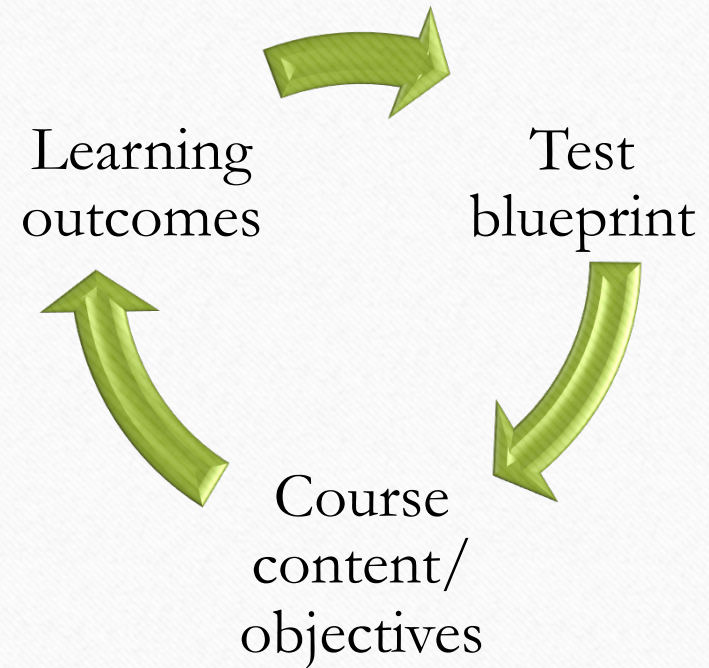 Learning
outcomes
Test
blueprint
Course
content/
objectives